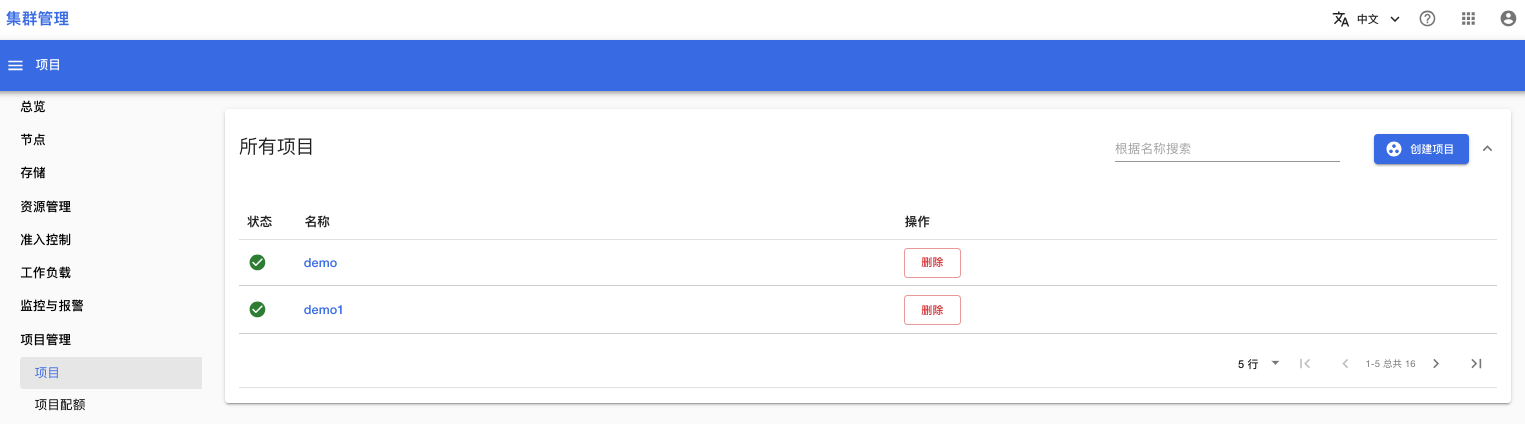 集群管理
中文
项目
总览
节点
存储
资源管理
准入控制
工作负载
监控与报警
项目管理
项目
项目配额
所有项目
根据名称搜索
创建项目
状态 名称 操作
demo 删除
demo1 删除
5 行 1-5 总共 16